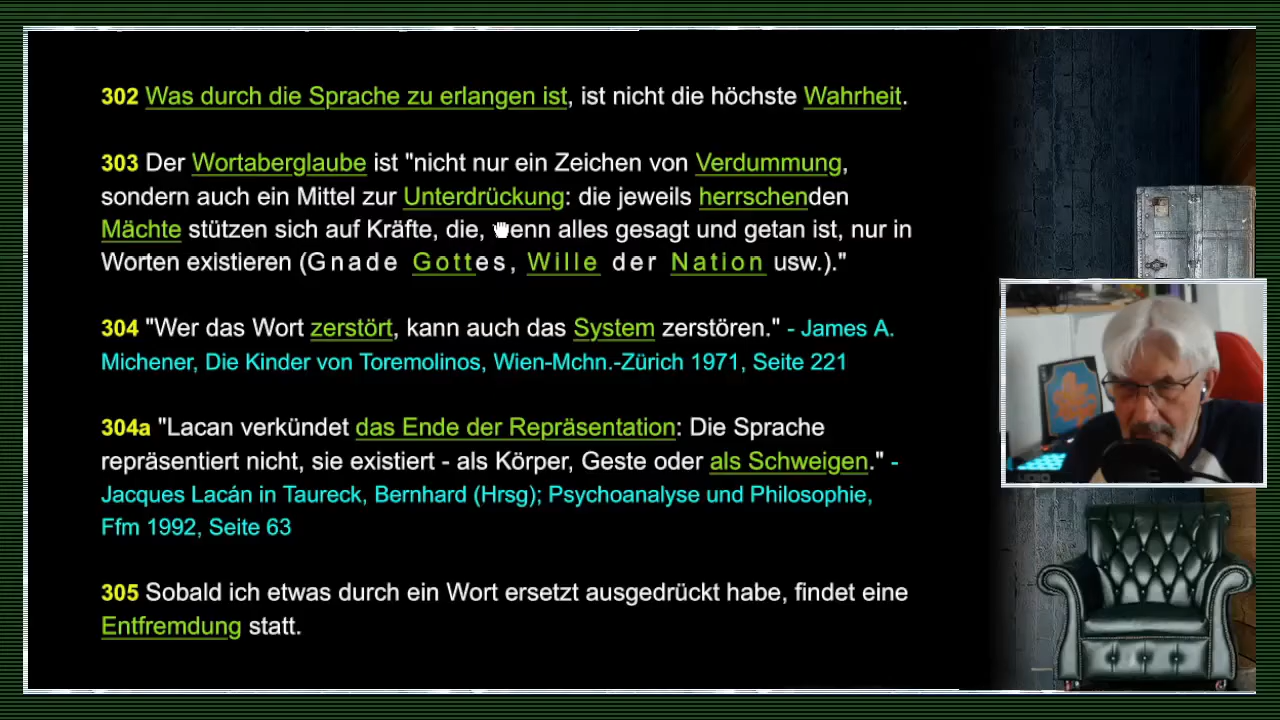 302 Was durch die Sprache zu erlangen ist, ist nicht die höchste Wahrheit.
303 Der Wortaberglaube ist "nicht nur ein Zeichen von Verdummung,
sondern auch ein Mittel zur Unterdrückung: die jeweils herrschenden
Mächte stützen sich auf Kräfte, die, wenn alles gesagt und getan ist, nur in
Worten existieren (Gnade Gottes, Wille der Nation usw.)."
304 "Wer das Wort zerstört, kann auch das System zerstören." - James A.
Michener, Die Kinder von Toremolinos, Wien-Mchn.-Zürich 1971, Seite 221
304a "Lacan verkündet das Ende der Repräsentation: Die Sprache
repräsentiert nicht, sie existiert - als Körper, Geste oder als Schweigen." -
Jacques Lacán in Taureck, Bernhard (Hrsg); Psychoanalyse und Philosophie,
Ffm 1992, Seite 63
305 Sobald ich etwas durch ein Wort ersetzt ausgedrückt habe, findet eine
Entfremdung statt.